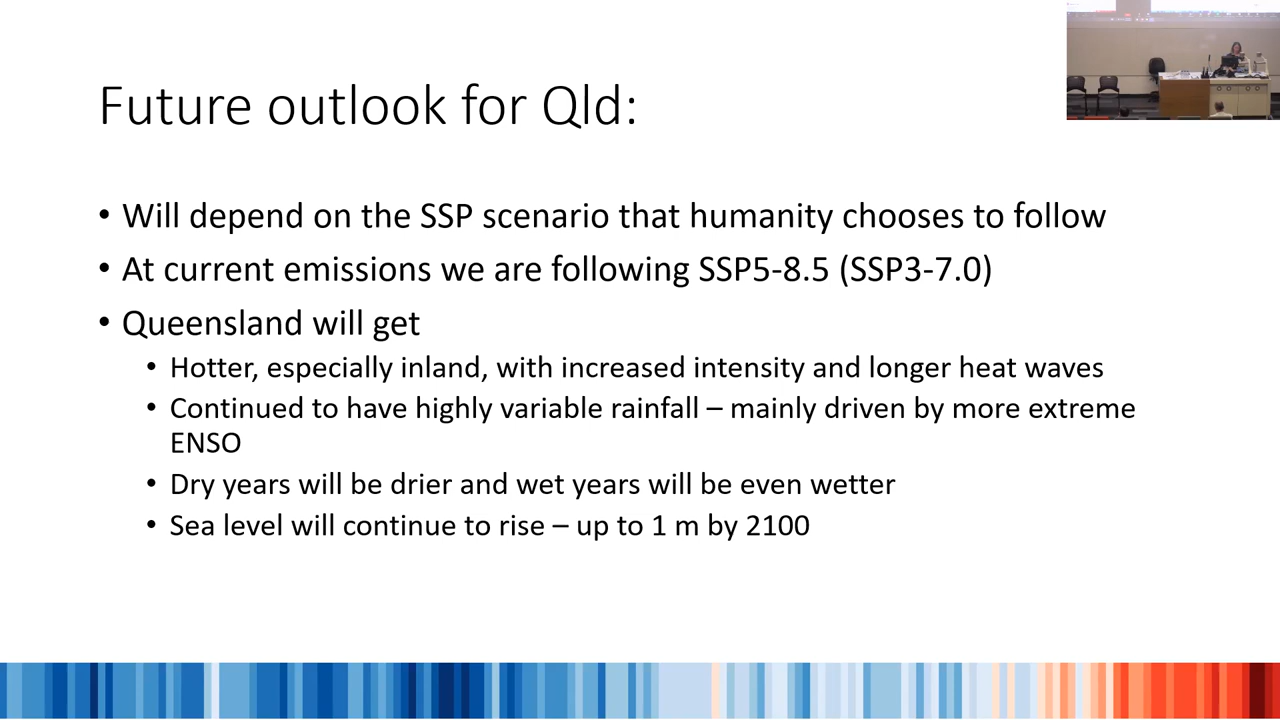 Future outlook for Qld:
• Will depend on the SSP scenario that humanity chooses to follow
• At current emissions we are following SSP5-8.5 (SSP3-7.0)
• Queensland will get
• Hotter, especially inland, with increased intensity and longer heat waves
• Continued to have highly variable rainfall – mainly driven by more extreme
ENSO
• Dry years will be drier and wet years will be even wetter
• Sea level will continue to rise – up to 1 m by 2100